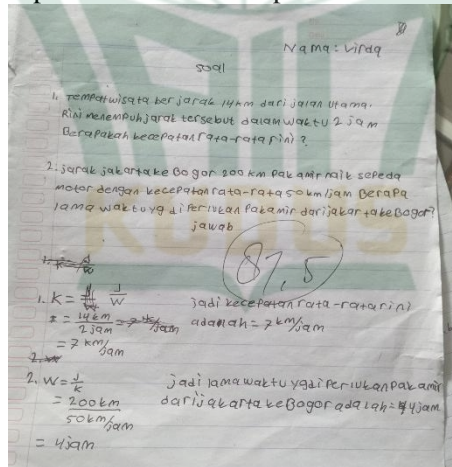 Nama: Virda
soal
1. Tempat wisata berjarak 14 km dari jalan utama.
Rini menempuh jarak tersebut dalam waktu 2 jam
Berapakah kecepatan rata-rata rini?
2. jarak jakarta ke Bogor 200 km pak amir naik sepeda
motor dengan kecepatan rata-rata 50 km/jam Berapa
lama waktu yg diperlukan Pak amir dari jakarta ke Bogor?
jawab
87,5
1. K = J/W
= 14 km / 2 jam
= 7 km/jam
jadi kecepatan rata-rata rini
adalah = 7 km/jam
2. W = J/K
= 200 km / 50 km/jam
= 4 jam
jadi lama waktu yg diperlukan pak amir
dari jakarta ke Bogor adalah = 4 jam